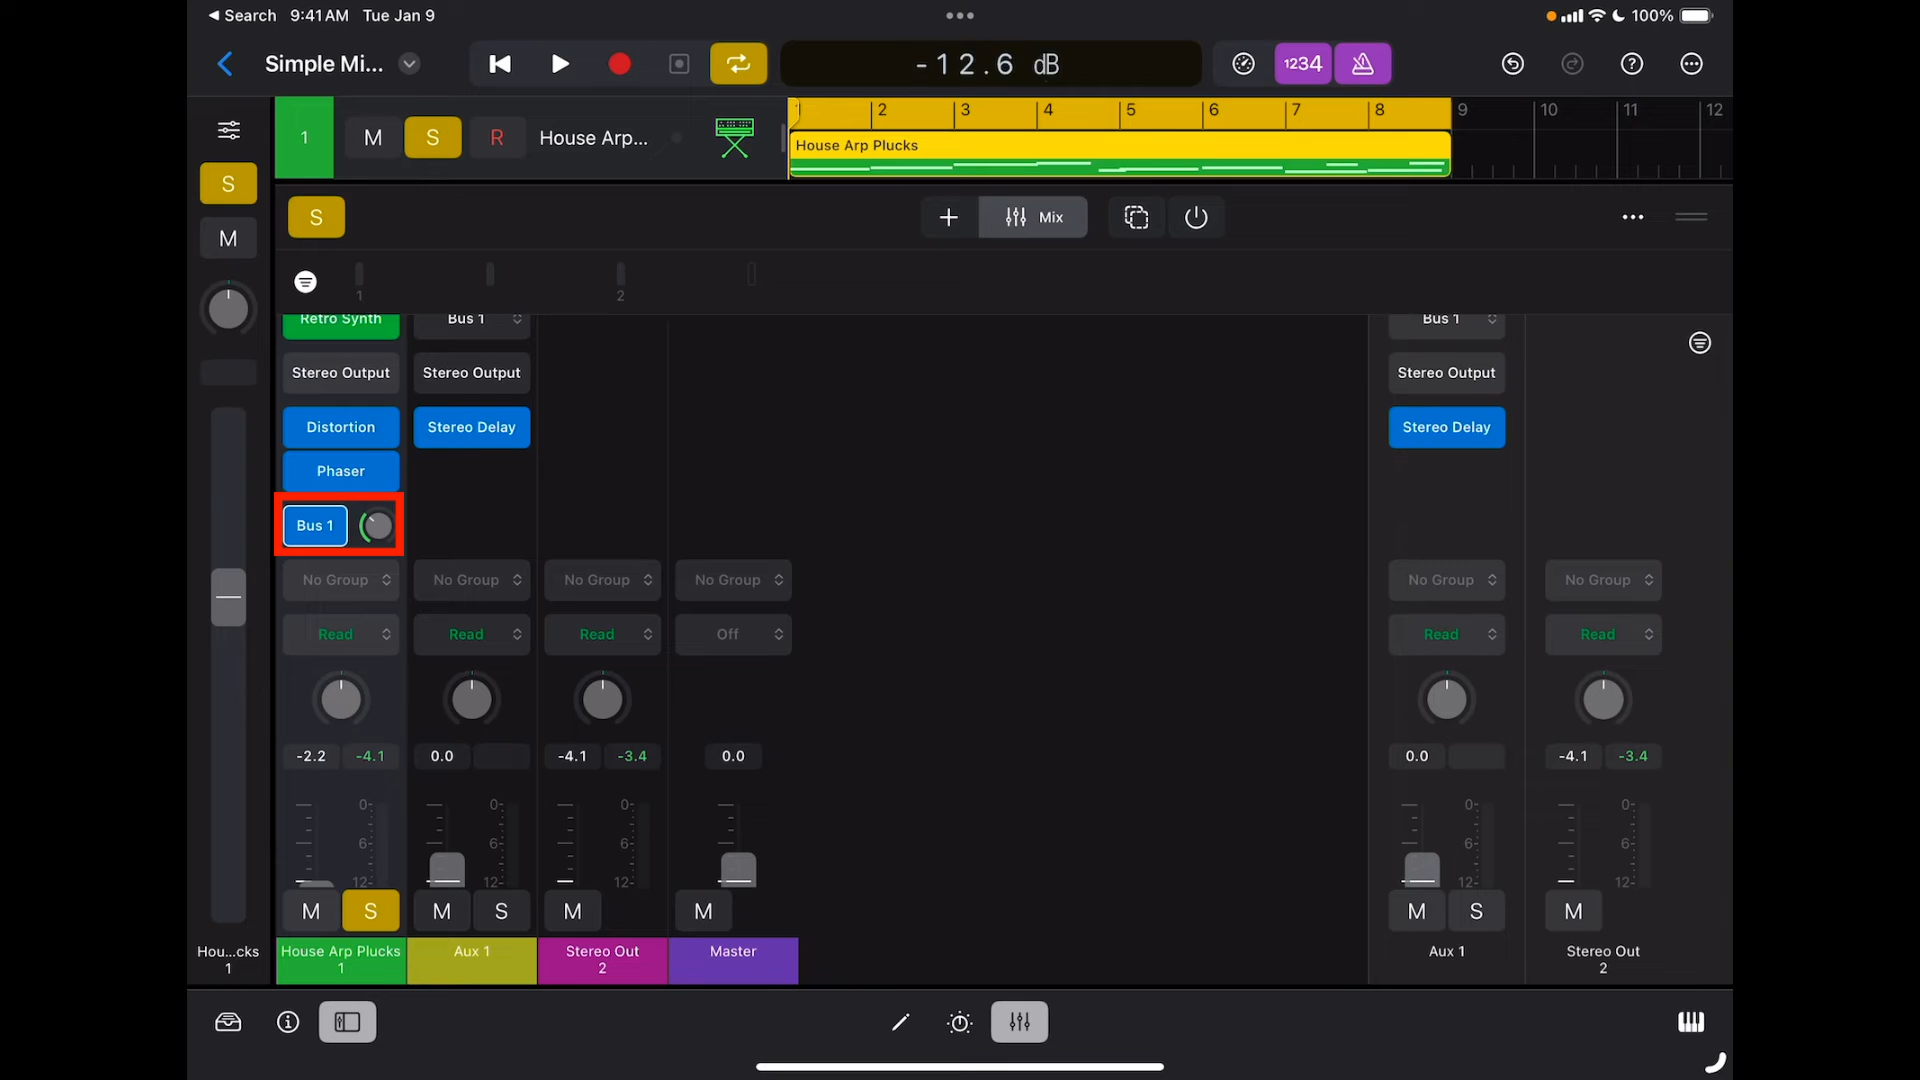 Search 9:41 AM Tue Jan 9 100%
Simple Mi... -12.6 dB 1234
1 M S R House Arp... 1 2 3 4 5 6 7 8 9 10 11 12
House Arp Plucks
S
M
S Mix
1 2
Retro Synth Bus 1 Bus 1
Stereo Output Stereo Output Stereo Output
Distortion Stereo Delay Stereo Delay
Phaser
Bus 1
No Group No Group No Group No Group No Group No Group
Read Read Read Off Read Read
-2.2 -4.1 0.0 -4.1 -3.4 0.0 0.0 -4.1 -3.4
0- 0- 0- 0- 0-
6- 6- 6- 6- 6-
12- 12- 12- 12- 12-
M S M S M M M S M
Hou...cks House Arp Plucks Aux 1 Stereo Out Master Aux 1 Stereo Out
1 1 2 2